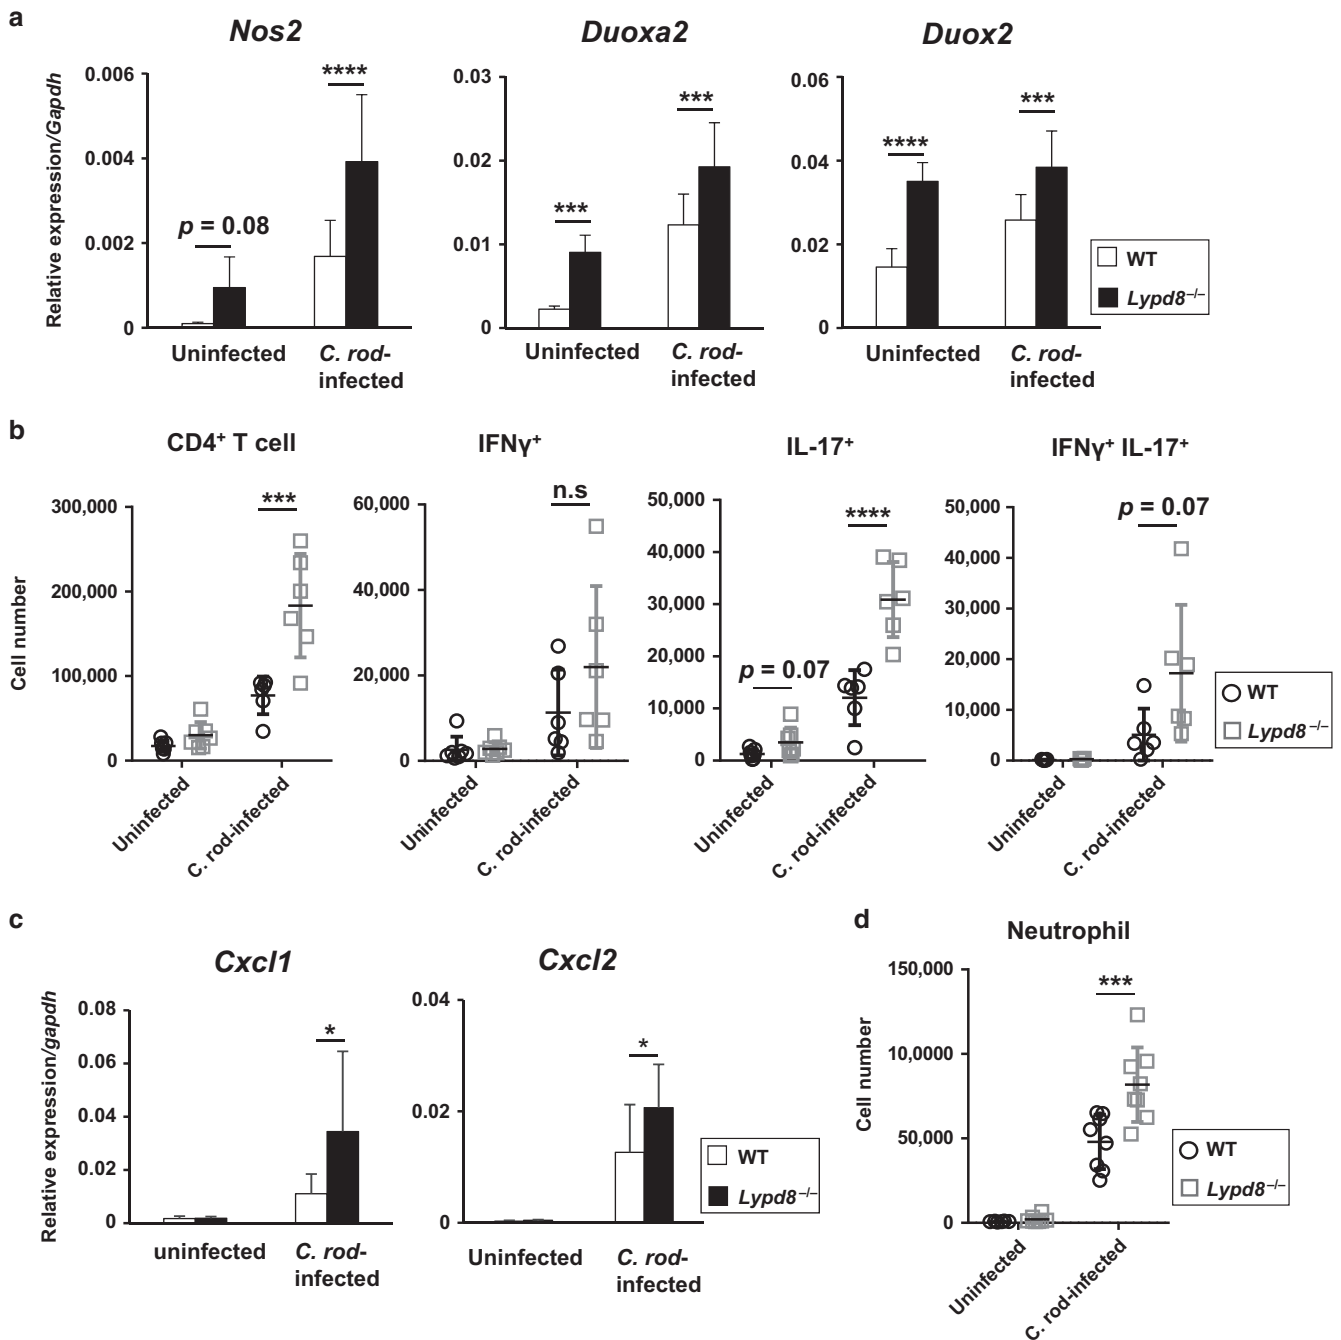 a
Nos2
Duoxa2
Duox2
Relative expression/Gapdh
0.006
0.004
0.002
0
p = 0.08
****
Uninfected
C. rod-
infected
0.03
0.02
0.01
0
***
***
Uninfected
C. rod-
infected
0.06
0.04
0.02
0
****
***
Uninfected
C. rod-
infected
WT
Lypd8–/–
b
CD4+ T cell
IFNγ+
IL-17+
IFNγ+ IL-17+
Cell number
300,000
200,000
100,000
0
***
Uninfected
C. rod-infected
60,000
40,000
20,000
0
n.s
Uninfected
C. rod-infected
50,000
40,000
30,000
20,000
10,000
0
p = 0.07
****
Uninfected
C. rod-infected
50,000
40,000
30,000
20,000
10,000
0
p = 0.07
Uninfected
C. rod-infected
WT
Lypd8–/–
c
Cxcl1
Cxcl2
Relative expression/gapdh
0.08
0.06
0.04
0.02
0
*
uninfected
C. rod-
infected
0.04
0.02
0
*
Uninfected
C. rod-
infected
WT
Lypd8–/–
d
Neutrophil
Cell number
150,000
10,0000
50,000
0
***
Uninfected
C. rod-infected
WT
Lypd8–/–